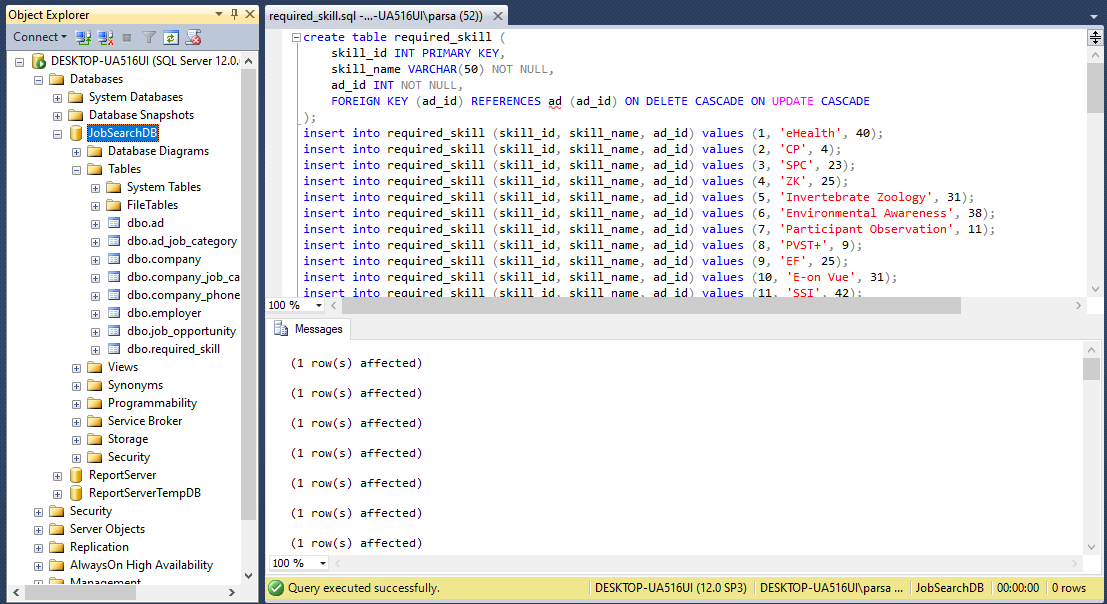 Object Explorer
Connect
DESKTOP-UA516UI (SQL Server 12.0.
Databases
System Databases
Database Snapshots
JobSearchDB
Database Diagrams
Tables
System Tables
FileTables
dbo.ad
dbo.ad_job_category
dbo.company
dbo.company_job_ca
dbo.company_phone
dbo.employer
dbo.job_opportunity
dbo.required_skill
Views
Synonyms
Programmability
Service Broker
Storage
Security
ReportServer
ReportServerTempDB
Security
Server Objects
Replication
AlwaysOn High Availability
Management
required_skill.sql -...-UA516UI\parsa (52))
create table required_skill (
skill_id INT PRIMARY KEY,
skill_name VARCHAR(50) NOT NULL,
ad_id INT NOT NULL,
FOREIGN KEY (ad_id) REFERENCES ad (ad_id) ON DELETE CASCADE ON UPDATE CASCADE
);
insert into required_skill (skill_id, skill_name, ad_id) values (1, 'eHealth', 40);
insert into required_skill (skill_id, skill_name, ad_id) values (2, 'CP', 4);
insert into required_skill (skill_id, skill_name, ad_id) values (3, 'SPC', 23);
insert into required_skill (skill_id, skill_name, ad_id) values (4, 'ZK', 25);
insert into required_skill (skill_id, skill_name, ad_id) values (5, 'Invertebrate Zoology', 31);
insert into required_skill (skill_id, skill_name, ad_id) values (6, 'Environmental Awareness', 38);
insert into required_skill (skill_id, skill_name, ad_id) values (7, 'Participant Observation', 11);
insert into required_skill (skill_id, skill_name, ad_id) values (8, 'PVST+', 9);
insert into required_skill (skill_id, skill_name, ad_id) values (9, 'EF', 25);
insert into required_skill (skill_id, skill_name, ad_id) values (10, 'E-on Vue', 31);
insert into required_skill (skill_id, skill_name, ad_id) values (11, 'SSI', 42);
100 %
Messages
(1 row(s) affected)
(1 row(s) affected)
(1 row(s) affected)
(1 row(s) affected)
(1 row(s) affected)
(1 row(s) affected)
(1 row(s) affected)
100 %
Query executed successfully.
DESKTOP-UA516UI (12.0 SP3)
DESKTOP-UA516UI\parsa ...
JobSearchDB
00:00:00
0 rows